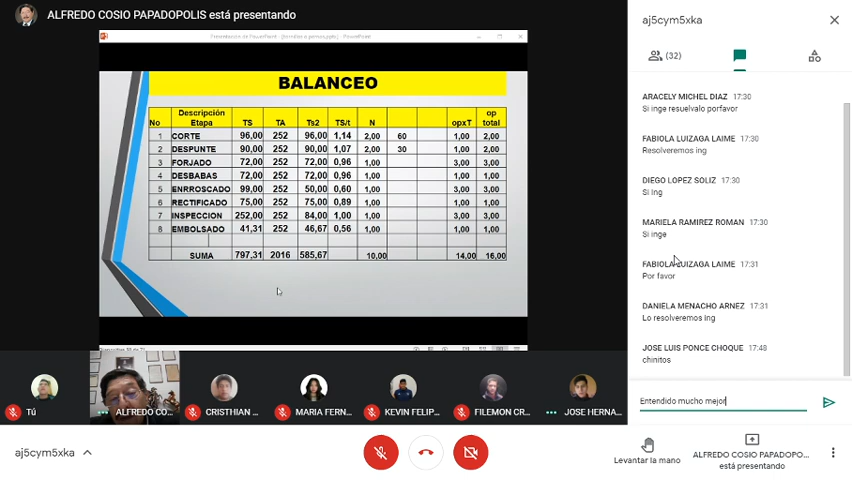 ALFREDO COSIO PAPADOPOLIS está presentando
BALANCEO
No Descripción Etapa TS TA Ts2 TS/t N opxT op total
1 CORTE 96,00 252 96,00 1,14 2,00 60 1,00 2,00
2 DESPUNTE 90,00 252 90,00 1,07 2,00 30 1,00 2,00
3 FORJADO 72,00 252 72,00 0,96 1,00 3,00 3,00
4 DESBABAS 72,00 252 72,00 0,96 1,00 1,00 1,00
5 ENRROSCADO 99,00 252 50,00 0,60 1,00 3,00 3,00
6 RECTIFICADO 75,00 252 75,00 0,89 1,00 1,00 1,00
7 INSPECCION 252,00 252 84,00 1,00 1,00 3,00 3,00
8 EMBOLSADO 41,31 252 46,67 0,56 1,00 1,00 1,00
SUMA 797,31 2016 585,67 10,00 14,00 16,00
Tú
ALFREDO CO...
CRISTHIAN ...
MARIA FERN...
KEVIN FELIP...
FILEMON CR...
JOSE HERNA...
aj5cym5xka
(32)
ARACELY MICHEL DIAZ 17:30
Si inge resuelvalo porfavor
FABIOLA LUIZAGA LAIME 17:30
Resolveremos ing
DIEGO LOPEZ SOLIZ 17:30
Si Ing
MARIELA RAMIREZ ROMAN 17:30
Si inge
FABIOLA LUIZAGA LAIME 17:31
Por favor
DANIELA MENACHO ARNEZ 17:31
Lo resolveremos ing
JOSE LUIS PONCE CHOQUE 17:48
chinitos
Entendido mucho mejor
aj5cym5xka
Levantar la mano
ALFREDO COSIO PAPADOPO...
está presentando